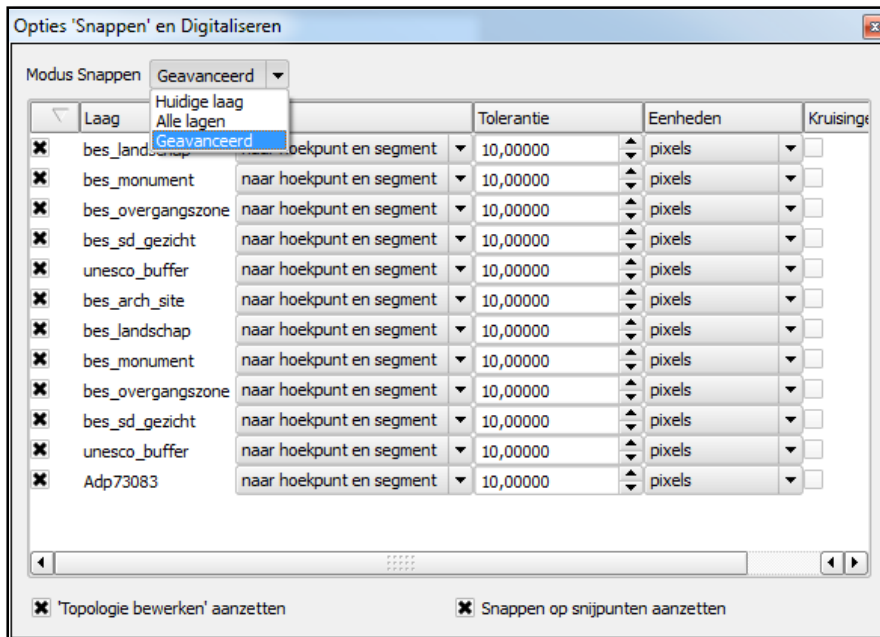 Opties 'Snappen' en Digitaliseren
Modus Snappen Geavanceerd
Huidige laag
Alle lagen
Geavanceerd
Laag Tolerantie Eenheden Kruisinge
bes_landschap naar hoekpunt en segment 10,00000 pixels
bes_monument naar hoekpunt en segment 10,00000 pixels
bes_overgangszone naar hoekpunt en segment 10,00000 pixels
bes_sd_gezicht naar hoekpunt en segment 10,00000 pixels
unesco_buffer naar hoekpunt en segment 10,00000 pixels
bes_arch_site naar hoekpunt en segment 10,00000 pixels
bes_landschap naar hoekpunt en segment 10,00000 pixels
bes_monument naar hoekpunt en segment 10,00000 pixels
bes_overgangszone naar hoekpunt en segment 10,00000 pixels
bes_sd_gezicht naar hoekpunt en segment 10,00000 pixels
unesco_buffer naar hoekpunt en segment 10,00000 pixels
Adp73083 naar hoekpunt en segment 10,00000 pixels
'Topologie bewerken' aanzetten Snappen op snijpunten aanzetten